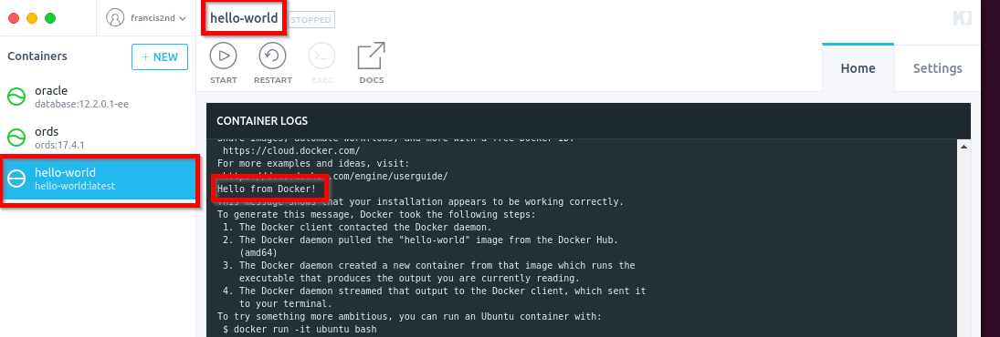 francis2nd
hello-world STOPPED
Containers
+ NEW
START RESTART EXEC DOCS
Home Settings
oracle
database:12.2.0.1-ee
ords
ords:17.4.1
hello-world
hello-world:latest
CONTAINER LOGS
Share images, automate workflows, and more with a free Docker ID:
https://cloud.docker.com/
For more examples and ideas, visit:
/engine/userguide/
Hello from Docker!
This message shows that your installation appears to be working correctly.
To generate this message, Docker took the following steps:
1. The Docker client contacted the Docker daemon.
2. The Docker daemon pulled the "hello-world" image from the Docker Hub.
(amd64)
3. The Docker daemon created a new container from that image which runs the
executable that produces the output you are currently reading.
4. The Docker daemon streamed that output to the Docker client, which sent it
to your terminal.
To try something more ambitious, you can run an Ubuntu container with:
$ docker run -it ubuntu bash